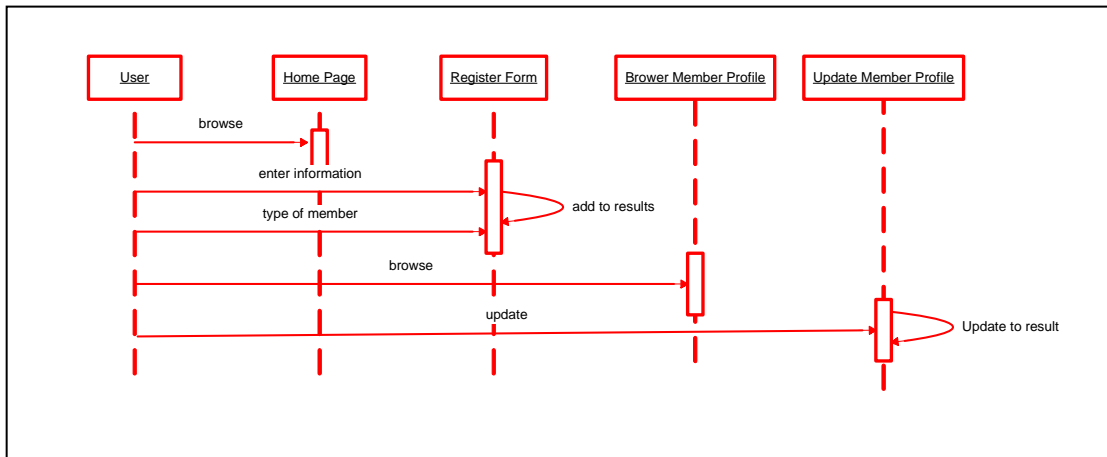 User
Home Page
Register Form
Brower Member Profile
Update Member Profile
browse
enter information
add to results
type of member
browse
update
Update to result